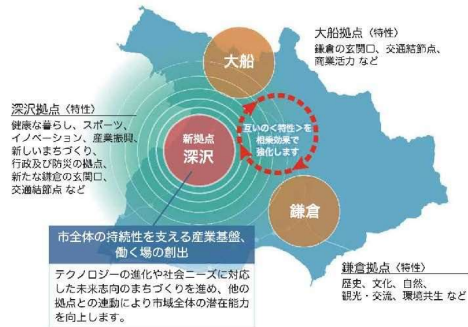 大船拠点〈特性〉
鎌倉の玄関口、交通結節点、
商業活力 など
大船
深沢拠点〈特性〉
健康な暮らし、スポーツ、
イノベーション、産業振興、
新しいまちづくり、
行政及び防災の拠点、
新たな鎌倉の玄関口、
交通結節点 など
新拠点
深沢
互いの〈特性〉を
相乗効果で
強化します
鎌倉
市全体の持続性を支える産業基盤、
働く場の創出
テクノロジーの進化や社会ニーズに対応
した未来志向のまちづくりを進め、他の
拠点との連動により市域全体の潜在能力
を向上します。
鎌倉拠点〈特性〉
歴史、文化、自然、
観光・交流、環境共生 など